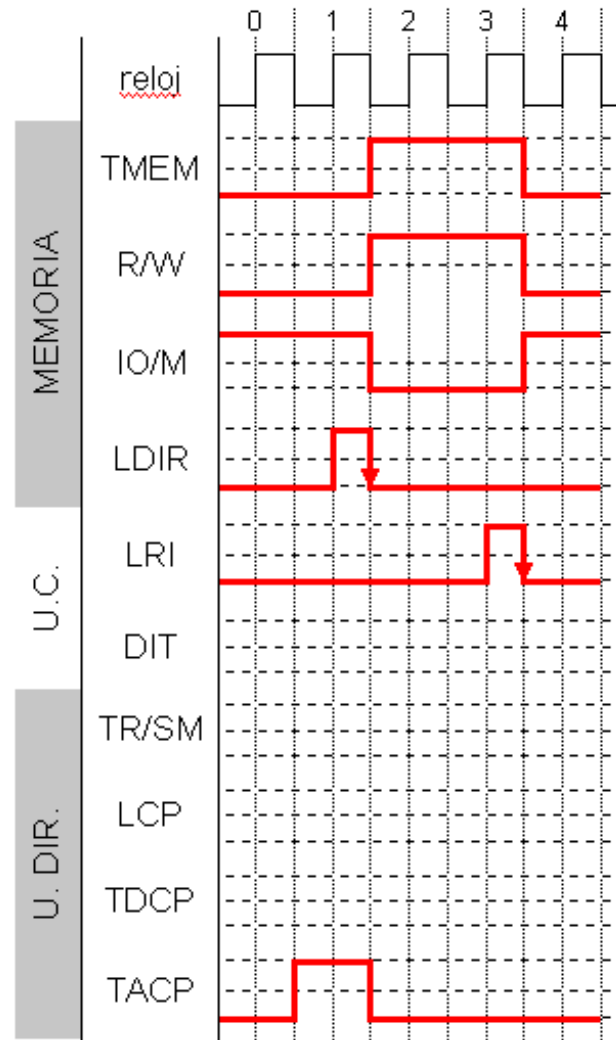 0 1 2 3 4
reloj
MEMORIA
TMEM
R/W
IO/M
LDIR
U.C.
LRI
DIT
U. DIR.
TR/SM
LCP
TDCP
TACP